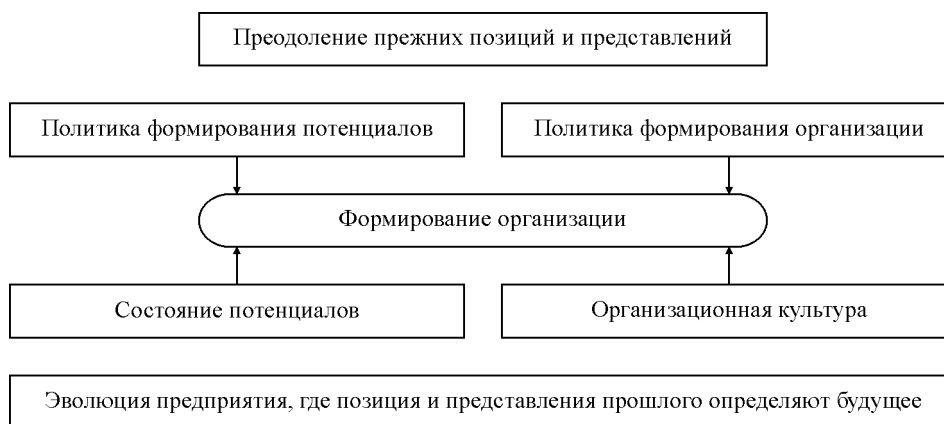 Преодоление прежних позиций и представлений
Политика формирования потенциалов
Политика формирования организации
Формирование организации
Состояние потенциалов
Организационная культура
Эволюция предприятия, где позиция и представления прошлого определяют будущее